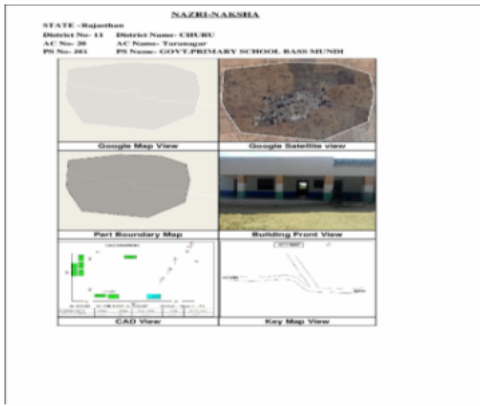 NAZRI-NAKSHA
STATE -Rajasthan
District No- 11 District Name- CHURU
AC No- 20 AC Name- Taranagar
PS No- 201 PS Name- GOVT.PRIMARY SCHOOL BASS MUNDI
Google Map View Google Satellite view
Part Boundary Map Building Front View
CAD View Key Map View